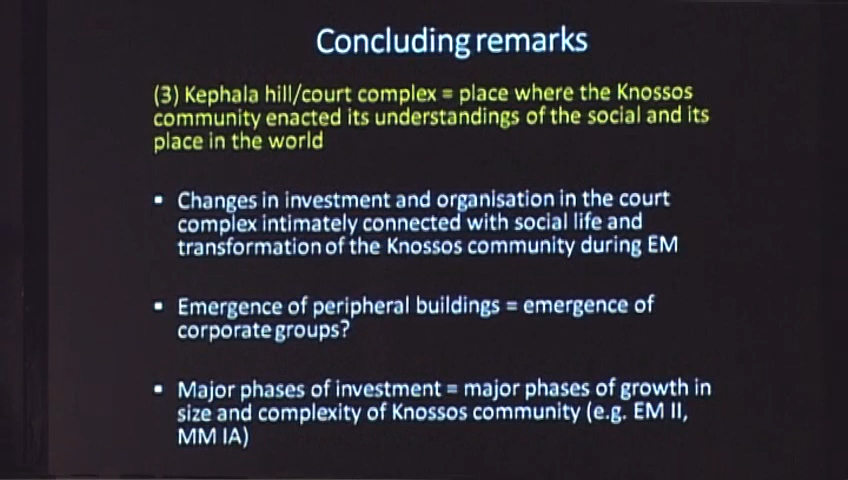 Concluding remarks
(3) Kephala hill/court complex = place where the Knossos
community enacted its understandings of the social and its
place in the world
▪ Changes in investment and organisation in the court
complex intimately connected with social life and
transformation of the Knossos community during EM
▪ Emergence of peripheral buildings = emergence of
corporate groups?
▪ Major phases of investment = major phases of growth in
size and complexity of Knossos community (e.g. EM II,
MM IA)